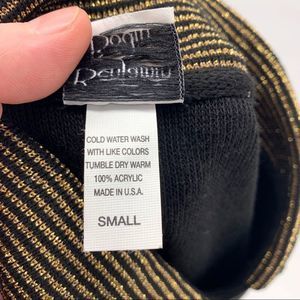 COLD WATER WASH
WITH LIKE COLORS
TUMBLE DRY WARM
100% ACRYLIC
MADE IN U.S.A.
SMALL